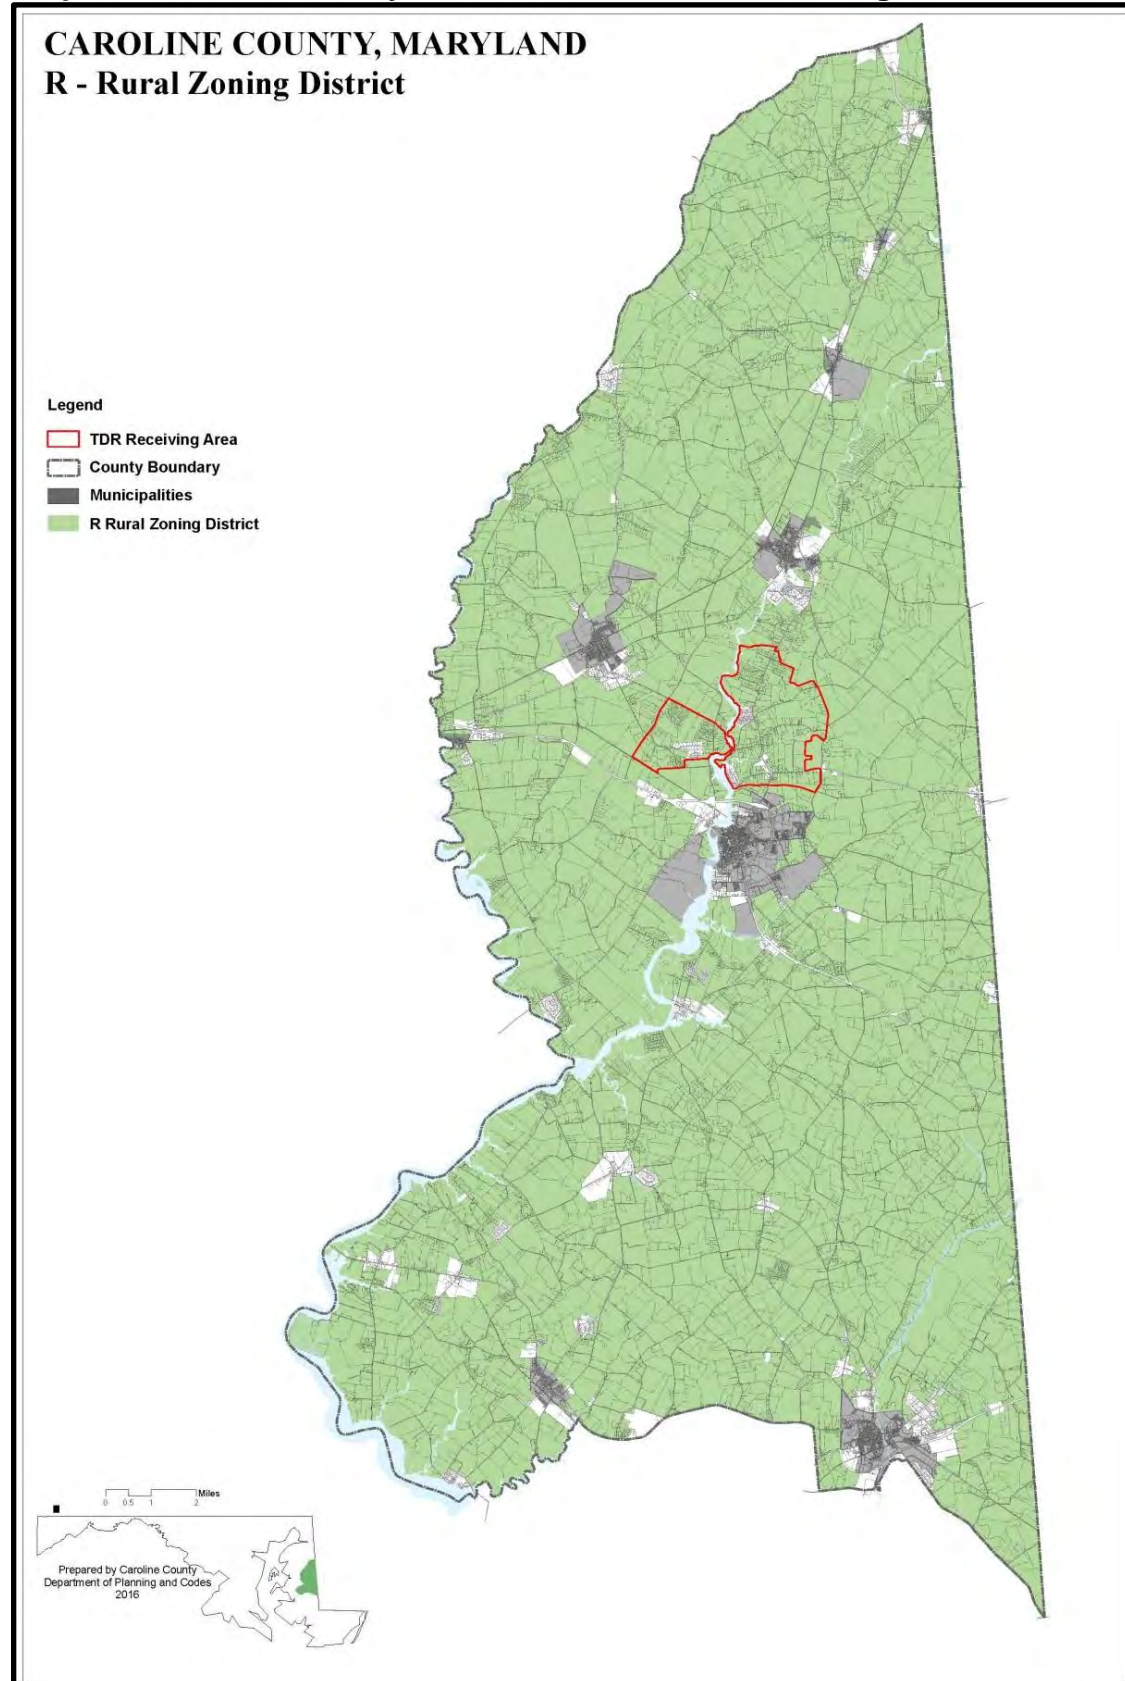 CAROLINE COUNTY, MARYLAND
R - Rural Zoning District
Legend
TDR Receiving Area
County Boundary
Municipalities
R Rural Zoning District
Miles
0 0.5 1 2
Prepared by Caroline County
Department of Planning and Codes
2016